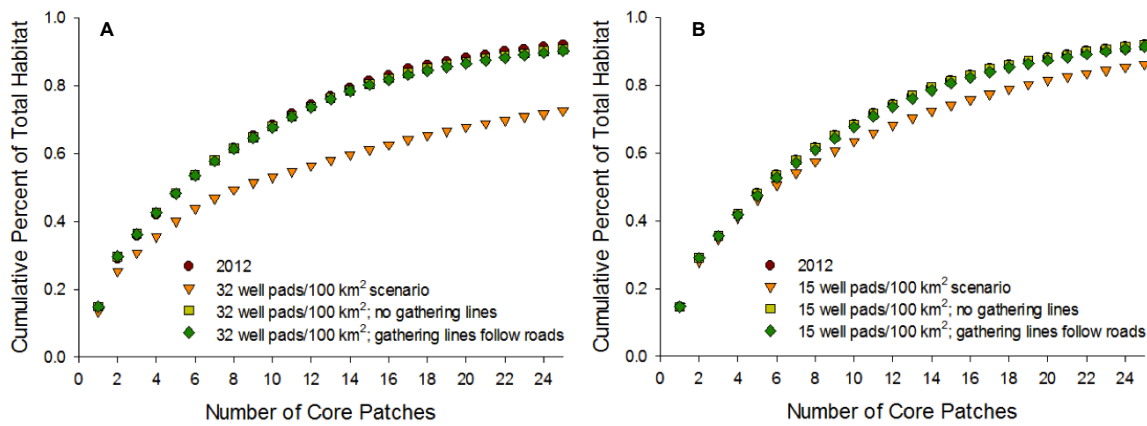 A
Cumulative Percent of Total Habitat
1.0
0.8
0.6
0.4
0.2
0.0
2012
32 well pads/100 km² scenario
32 well pads/100 km²; no gathering lines
32 well pads/100 km²; gathering lines follow roads
0 2 4 6 8 10 12 14 16 18 20 22 24
Number of Core Patches
B
Cumulative Percent of Total Habitat
1.0
0.8
0.6
0.4
0.2
0.0
2012
15 well pads/100 km² scenario
15 well pads/100 km²; no gathering lines
15 well pads/100 km²; gathering lines follow roads
0 2 4 6 8 10 12 14 16 18 20 22 24
Number of Core Patches